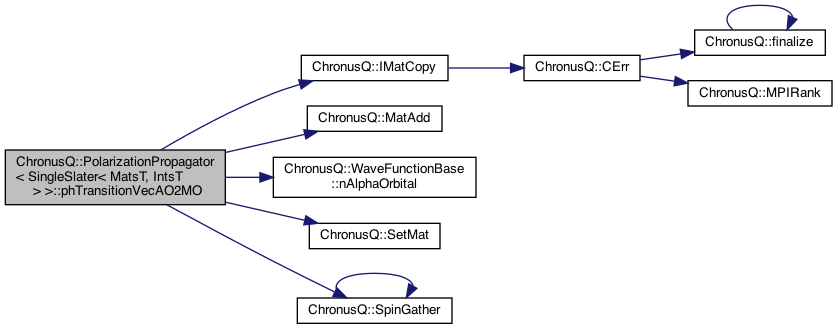 ChronusQ::PolarizationPropagator
< SingleSlater< MatsT, IntsT
> >::phTransitionVecAO2MO
ChronusQ::IMatCopy
ChronusQ::CErr
ChronusQ::finalize
ChronusQ::MPIRank
ChronusQ::MatAdd
ChronusQ::WaveFunctionBase
::nAlphaOrbital
ChronusQ::SetMat
ChronusQ::SpinGather